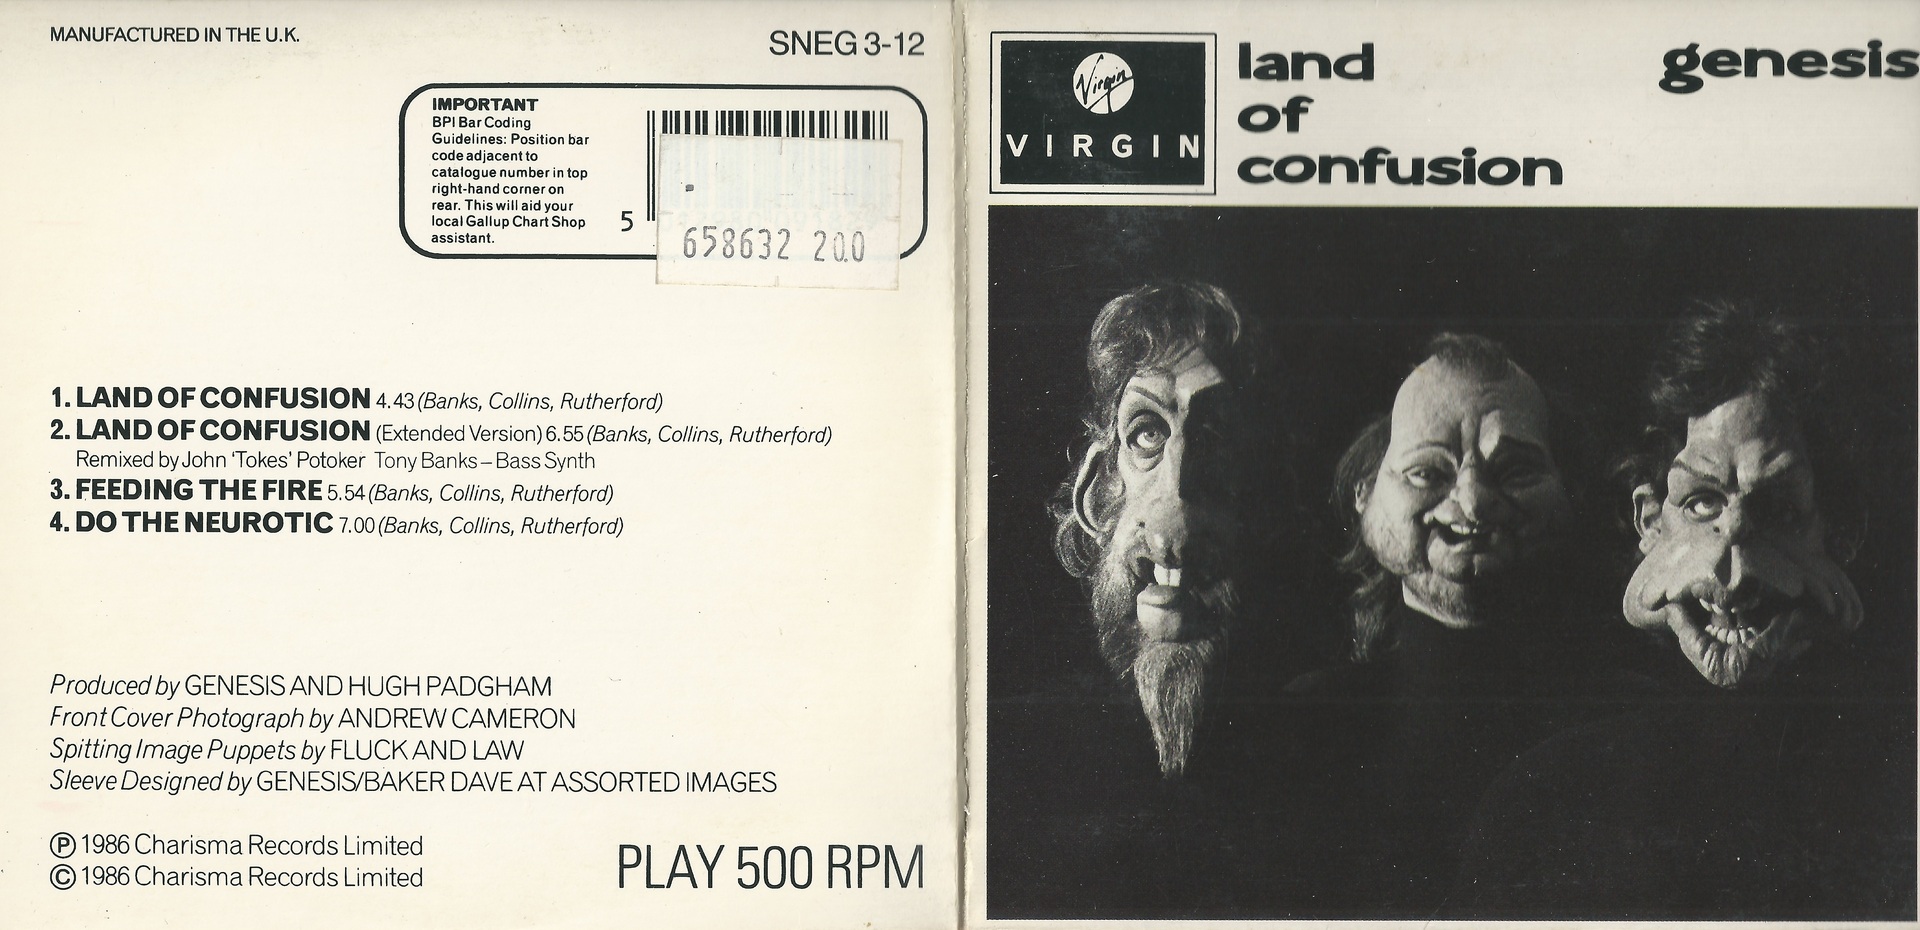 MANUFACTURED IN THE U.K.
SNEG 3-12
IMPORTANT
BPI Bar Coding
Guidelines: Position bar
code adjacent to
catalogue number in top
right-hand corner on
rear. This will aid your
local Gallup Chart Shop
assistant.
5
658632 20.0
1. LAND OF CONFUSION 4.43 (Banks, Collins, Rutherford)
2. LAND OF CONFUSION (Extended Version) 6.55 (Banks, Collins, Rutherford)
Remixed by John ‘Tokes’ Potoker Tony Banks – Bass Synth
3. FEEDING THE FIRE 5.54 (Banks, Collins, Rutherford)
4. DO THE NEUROTIC 7.00 (Banks, Collins, Rutherford)
Produced by GENESIS AND HUGH PADGHAM
Front Cover Photograph by ANDREW CAMERON
Spitting Image Puppets by FLUCK AND LAW
Sleeve Designed by GENESIS/BAKER DAVE AT ASSORTED IMAGES
Ⓟ 1986 Charisma Records Limited
© 1986 Charisma Records Limited
PLAY 500 RPM
Virgin
VIRGIN
land
of
confusion
genesis